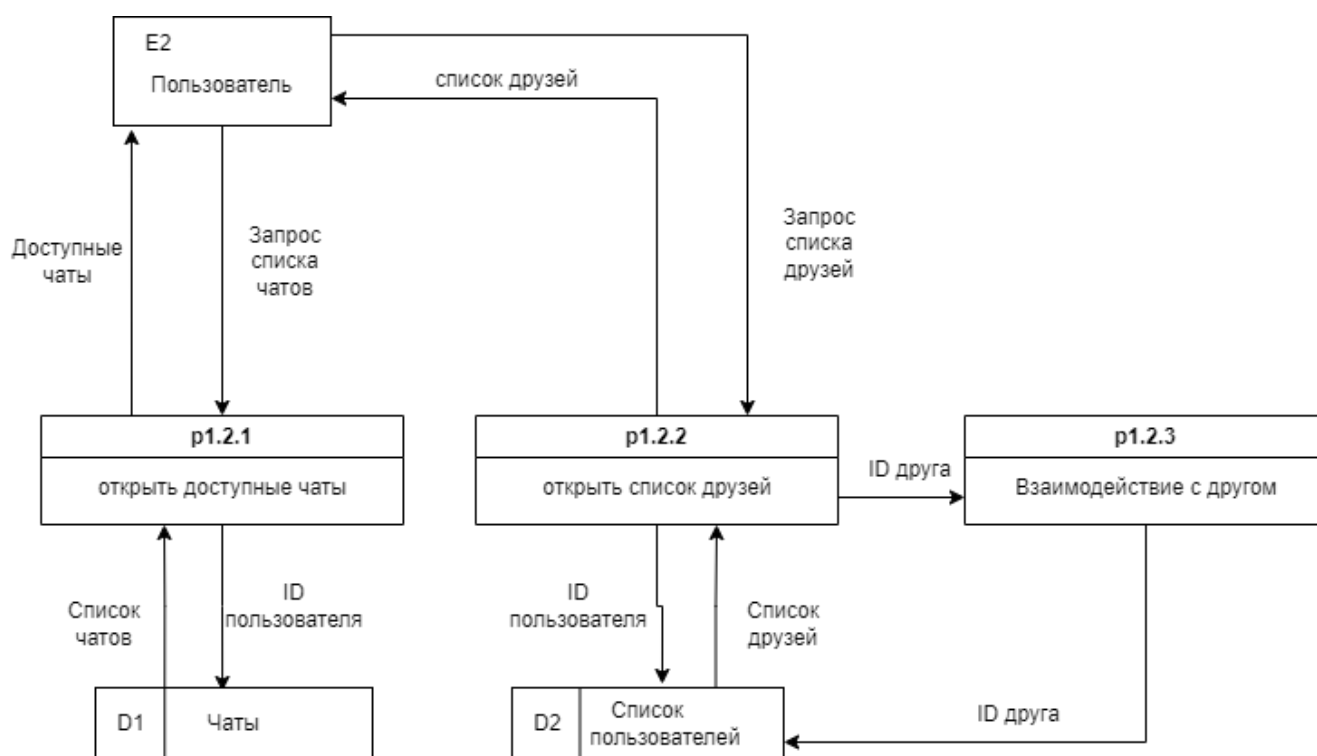 E2
Пользователь
список друзей
Доступные
чаты
Запрос
списка
чатов
Запрос
списка
друзей
p1.2.1
открыть доступные чаты
p1.2.2
открыть список друзей
ID друга
p1.2.3
Взаимодействие с другом
Список
чатов
ID
пользователя
ID
пользователя
Список
друзей
D1
Чаты
D2
Список
пользователей
ID друга